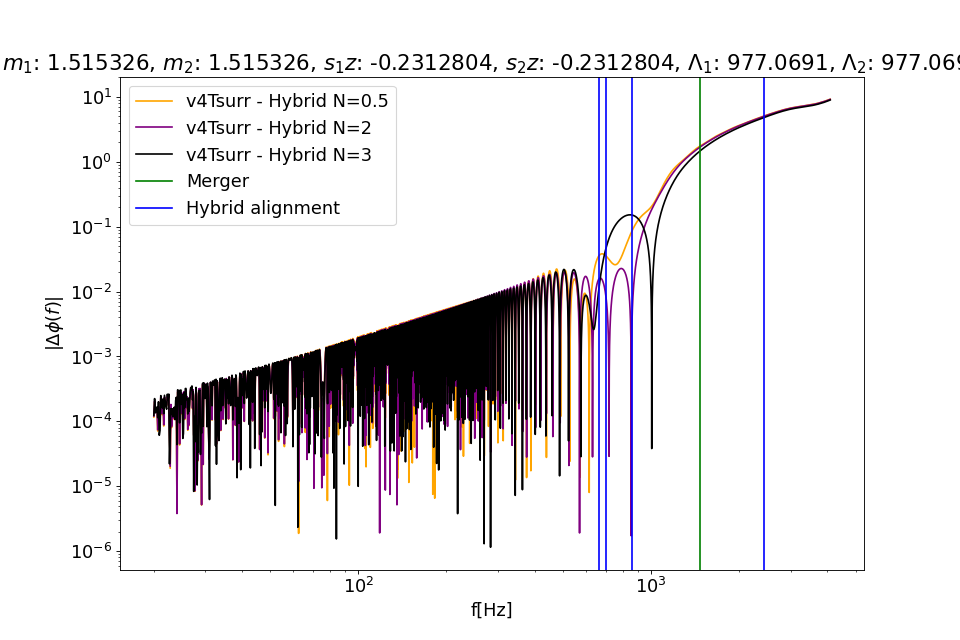 m₁: 1.515326, m₂: 1.515326, s₁z: -0.2312804, s₂z: -0.2312804, Λ₁: 977.0691, Λ₂: 977.069
v4Tsurr - Hybrid N=0.5
v4Tsurr - Hybrid N=2
v4Tsurr - Hybrid N=3
Merger
Hybrid alignment
|Δϕ(f)|
10¹
10⁰
10⁻¹
10⁻²
10⁻³
10⁻⁴
10⁻⁵
10⁻⁶
10² 10³
f[Hz]